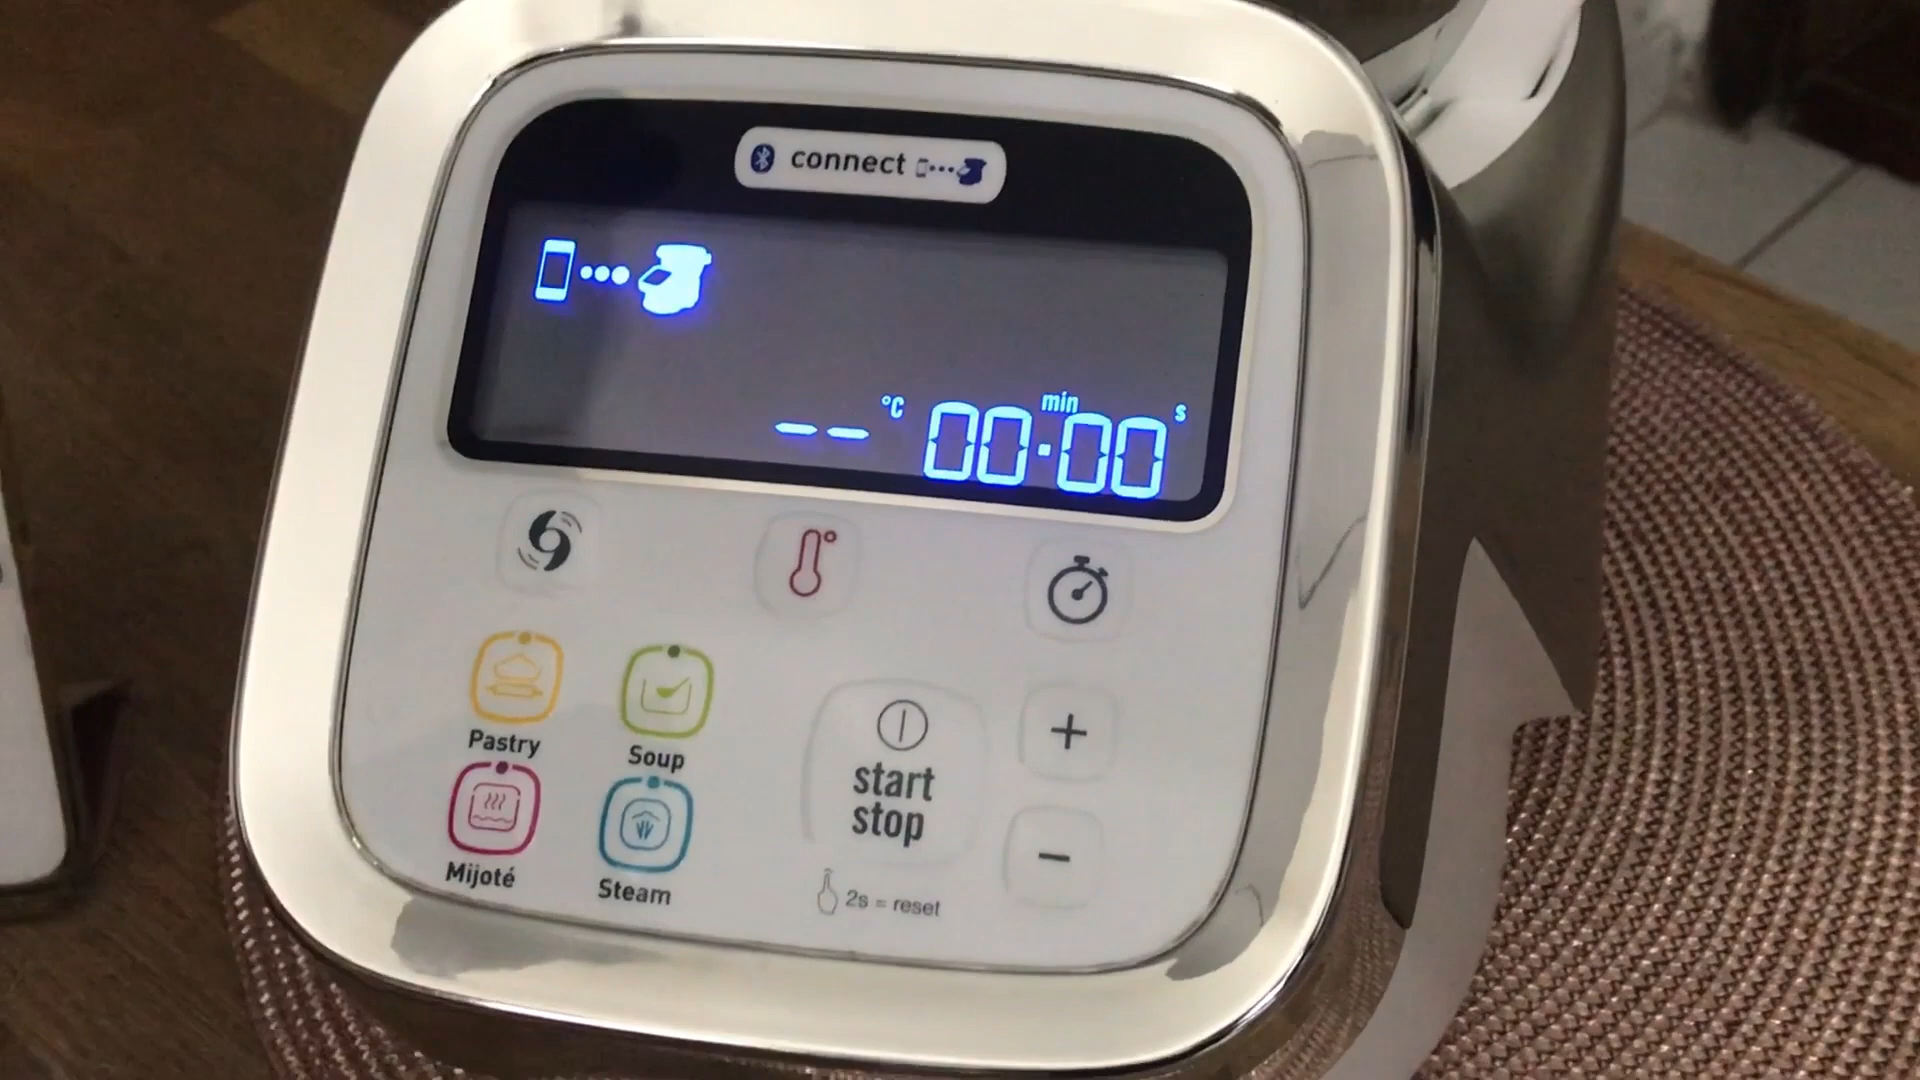 connect
-- °C 00:00 min s
Pastry
Soup
start
stop
+
Mijoté
Steam
-
2s = reset